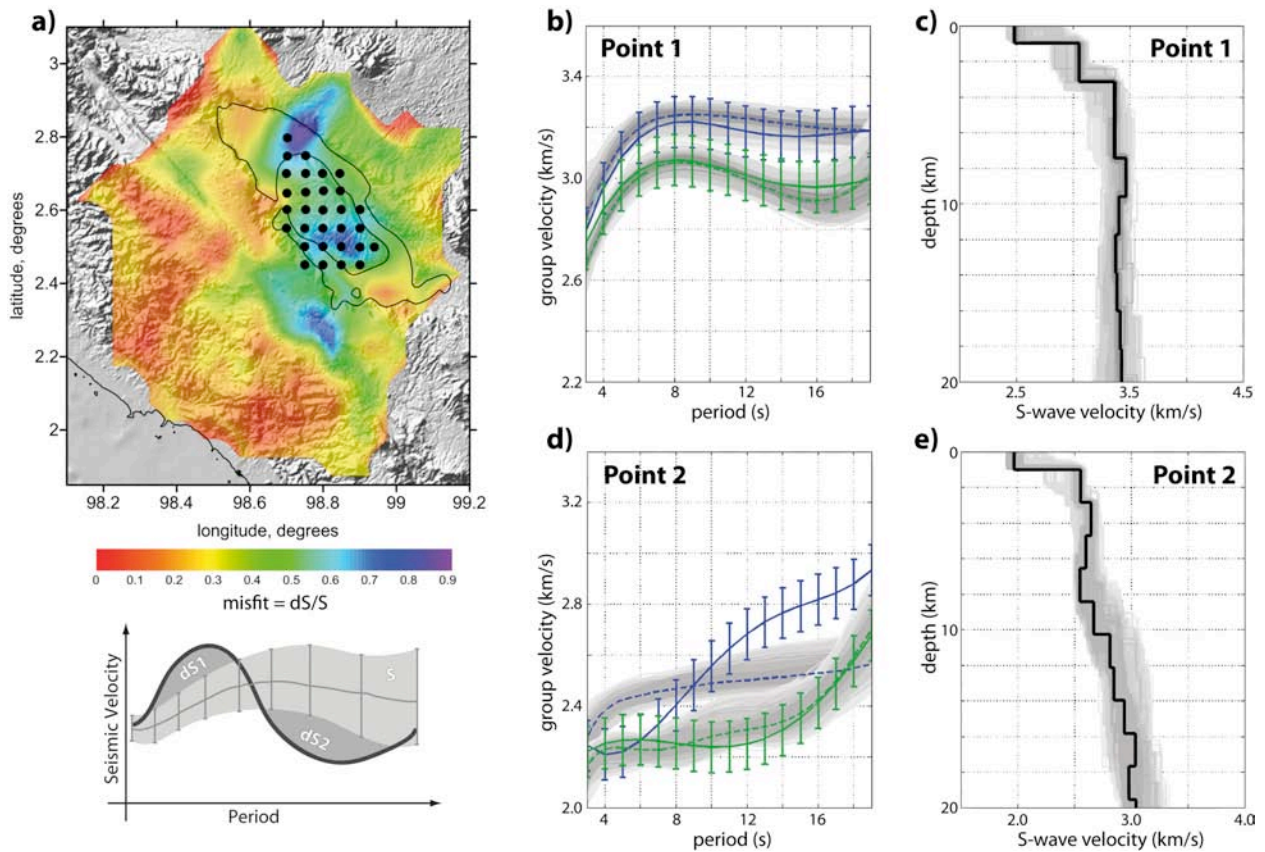 a)
3
2.8
2.6
2.4
2.2
2
latitude, degrees
98.2 98.4 98.6 98.8 99 99.2
longitude, degrees
0 0.1 0.2 0.3 0.4 0.5 0.6 0.7 0.8 0.9
misfit = dS/S
Seismic Velocity
dS1
S
dS2
Period
b)
Point 1
3.4
3.0
2.6
2.2
group velocity (km/s)
4 8 12 16
period (s)
c)
Point 1
0
10
20
depth (km)
2.5 3.5 4.5
S-wave velocity (km/s)
d)
Point 2
3.2
2.8
2.4
2.0
group velocity (km/s)
4 8 12 16
period (s)
e)
Point 2
0
10
20
depth (km)
2.0 3.0 4.0
S-wave velocity (km/s)